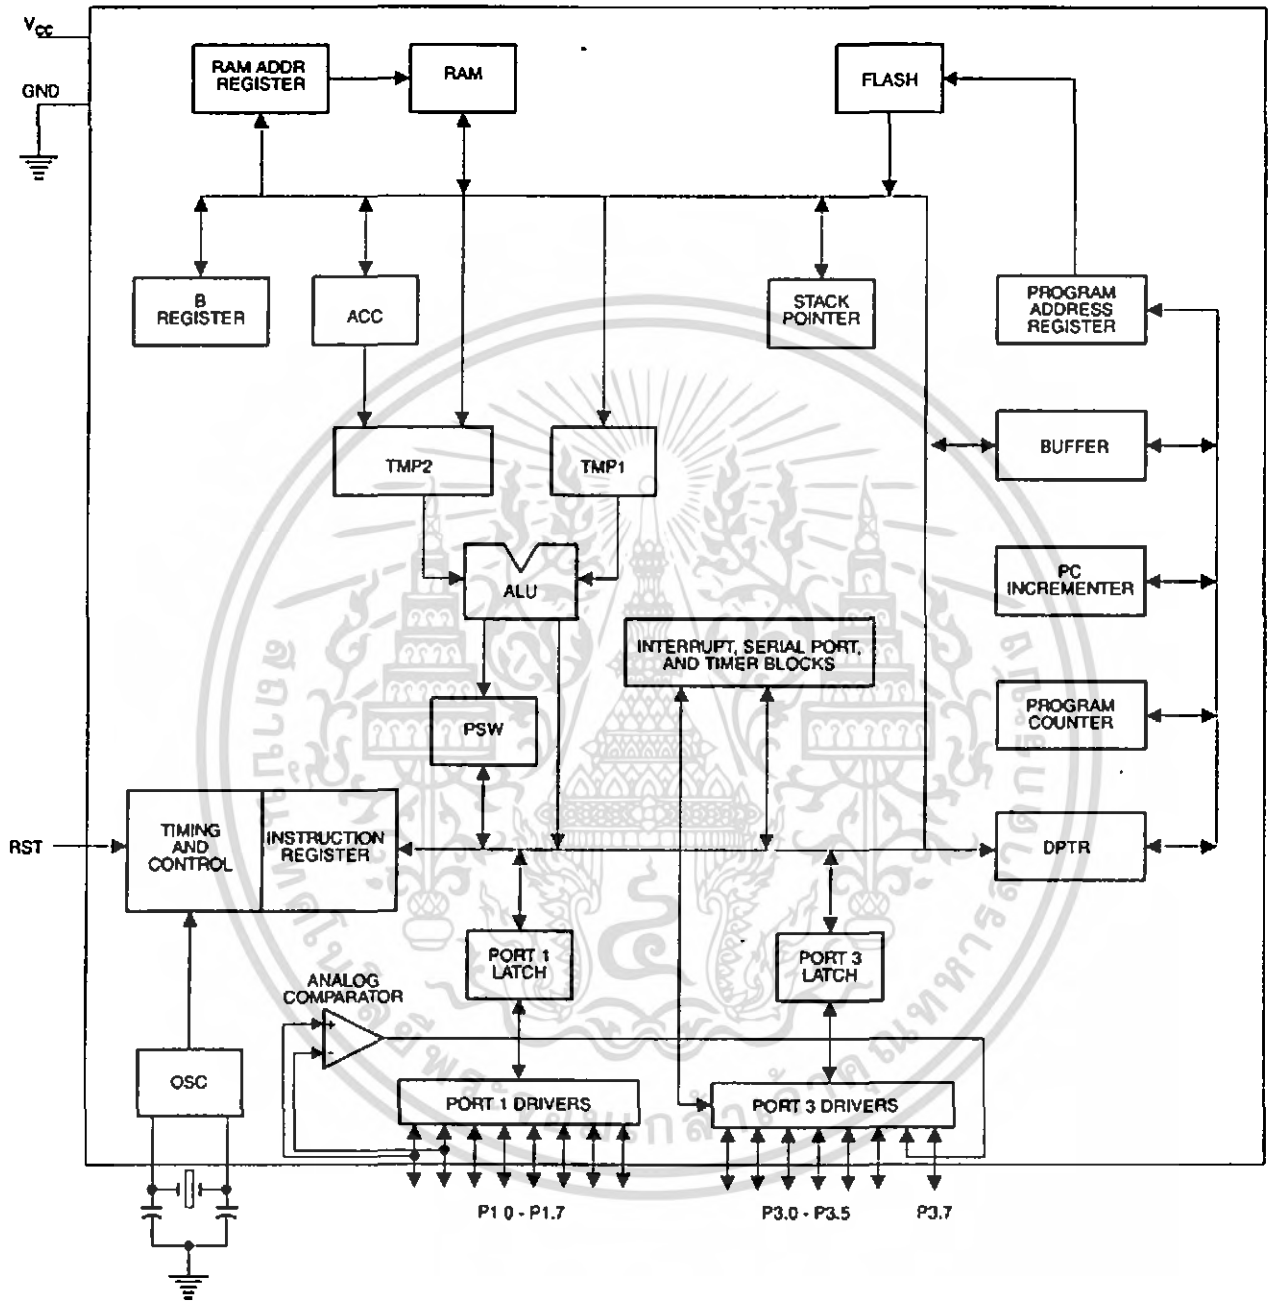 VCC
GND
RAM ADDR
REGISTER
RAM
FLASH
B
REGISTER
ACC
STACK
POINTER
PROGRAM
ADDRESS
REGISTER
TMP2
TMP1
BUFFER
ALU
PC
INCREMENTER
INTERRUPT, SERIAL PORT,
AND TIMER BLOCKS
PSW
PROGRAM
COUNTER
RST
TIMING
AND
CONTROL
INSTRUCTION
REGISTER
DPTR
PORT 1
LATCH
PORT 3
LATCH
ANALOG
COMPARATOR
+
-
OSC
PORT 1 DRIVERS
PORT 3 DRIVERS
P1 0 - P1.7
P3.0 - P3.5
P3.7